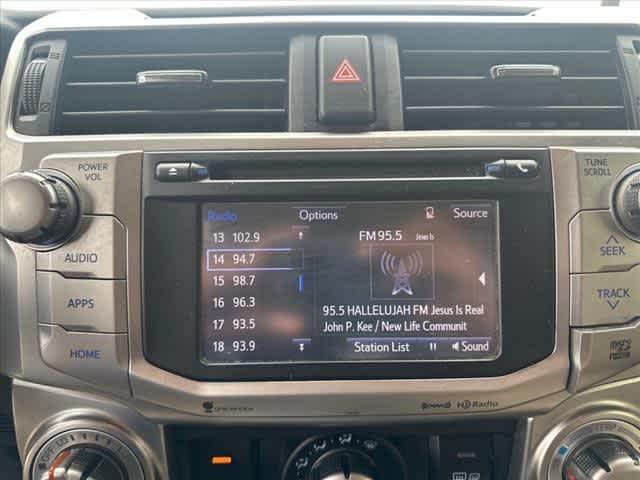 POWER
VOL
TUNE
SCROLL
Radio
Options
Source
13 102.9
FM 95.5 Jesus Is
14 94.7
15 98.7
16 96.3
95.5 HALLELUJAH FM Jesus Is Real
17 93.5
John P. Kee / New Life Communit
18 93.9
Station List
Sound
AUDIO
APPS
HOME
SEEK
TRACK
HD Radio